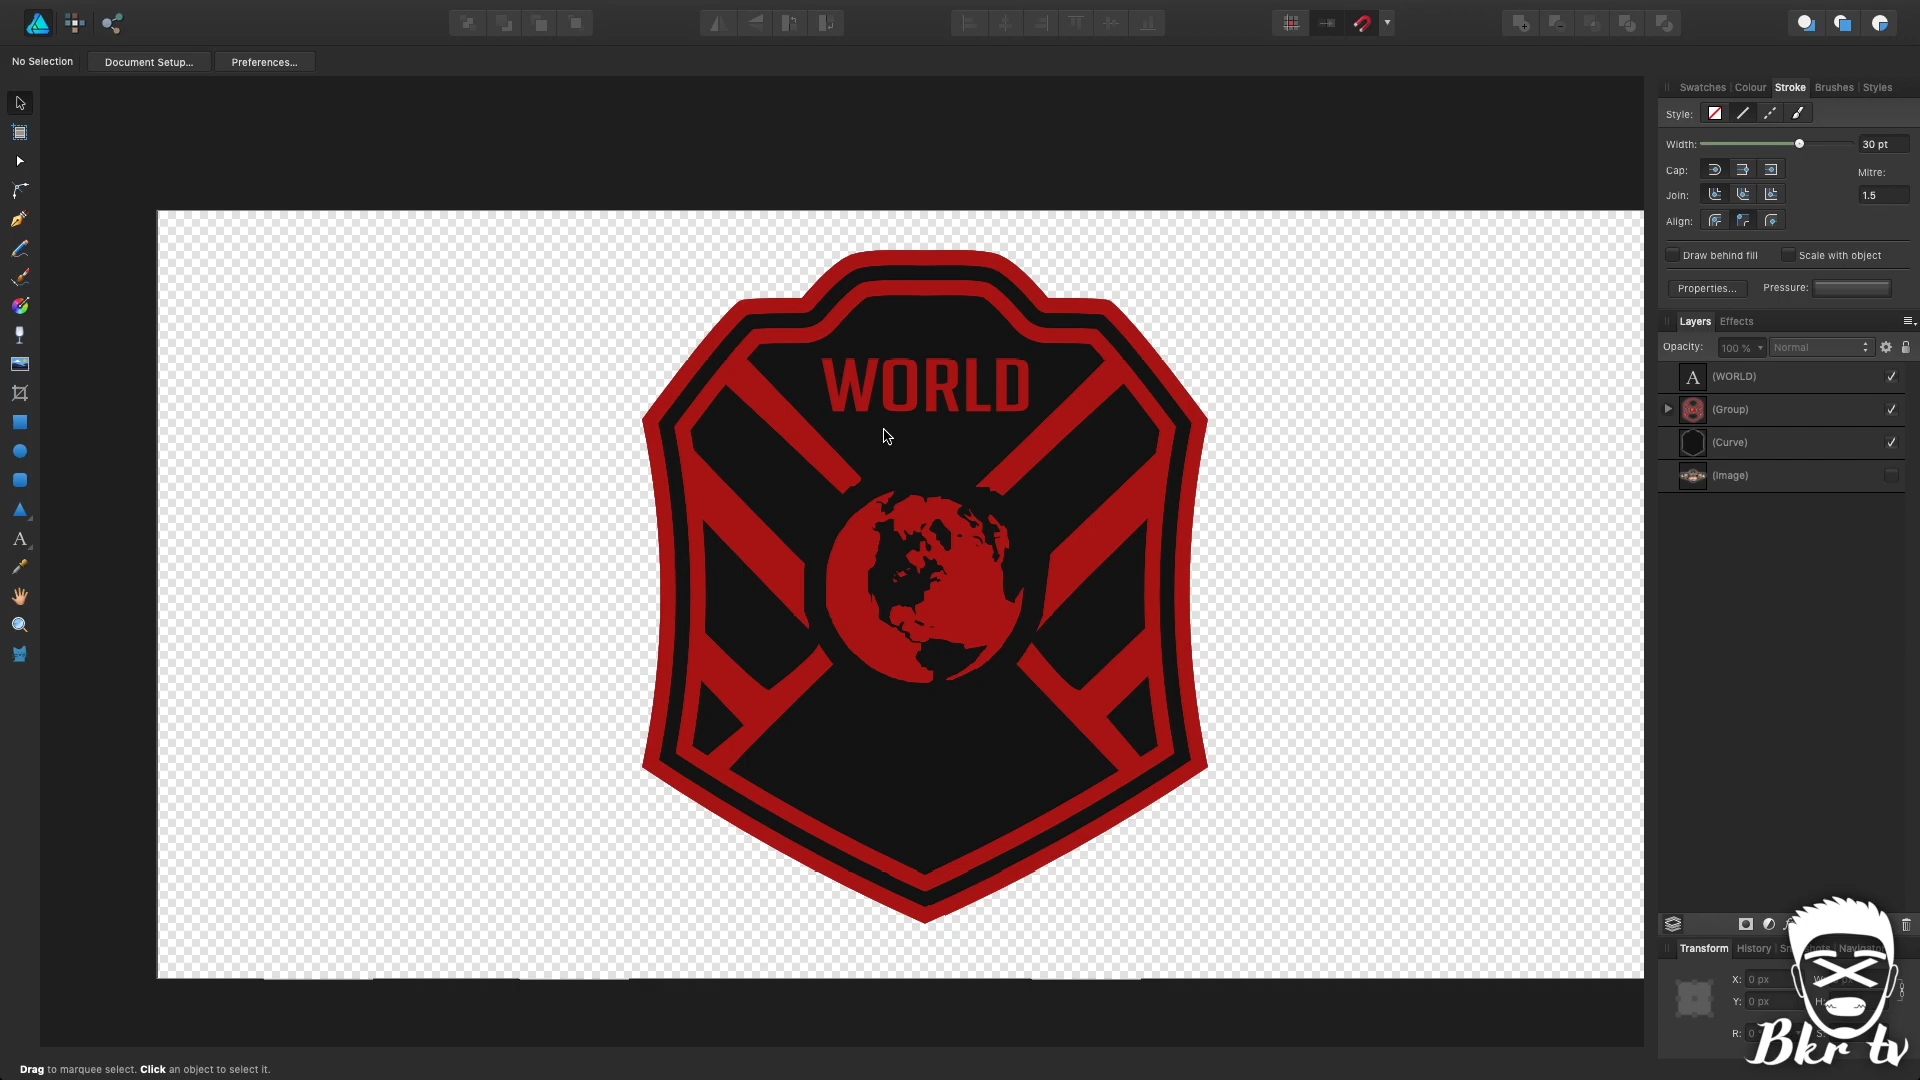 No Selection
Document Setup...
Preferences...
Swatches
Colour
Stroke
Brushes
Styles
Style:
Width:
30 pt
Cap:
Mitre:
Join:
1.5
Align:
Draw behind fill
Scale with object
Properties...
Pressure:
Layers
Effects
Opacity:
100 %
Normal
A
(WORLD)
(Group)
(Curve)
(Image)
WORLD
Transform
History
X:
0 px
Y:
0 px
R:
Bkr tv
Drag to marquee select. Click an object to select it.